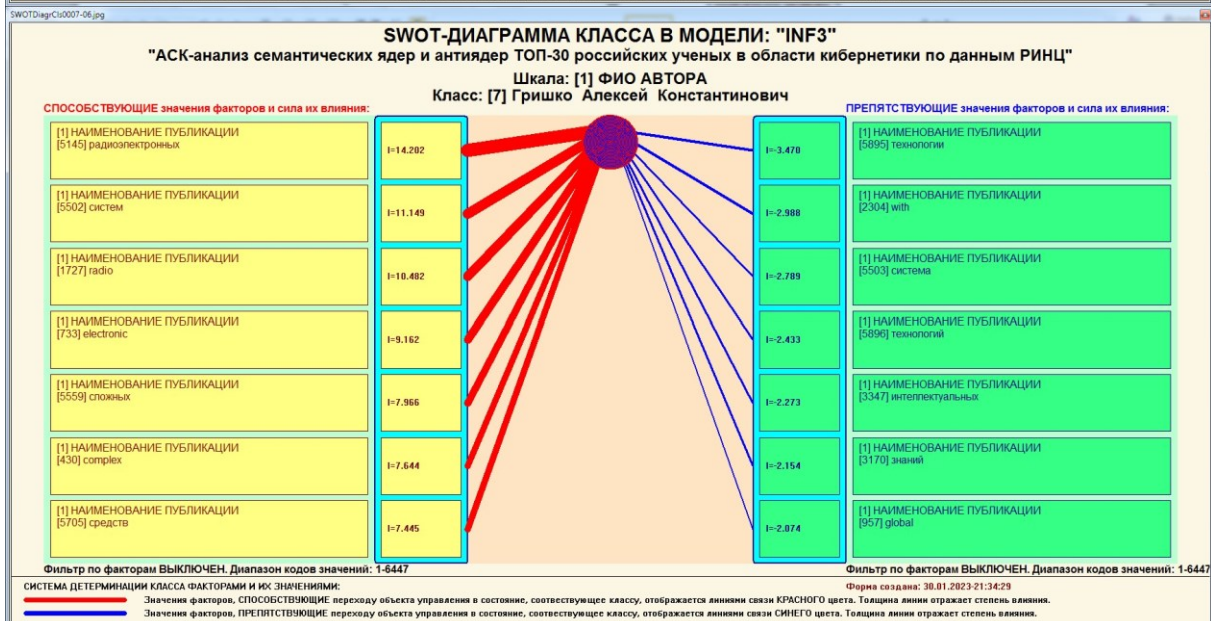 SWOTDiagrCls0007-06.jpg
SWOT-ДИАГРАММА КЛАССА В МОДЕЛИ: "INF3"
"АСК-анализ семантических ядер и антиядер ТОП-30 российских ученых в области кибернетики по данным РИНЦ"
Шкала: [1] ФИО АВТОРА
Класс: [7] Гришко Алексей Константинович
СПОСОБСТВУЮЩИЕ значения факторов и сила их влияния:
[1] НАИМЕНОВАНИЕ ПУБЛИКАЦИИ
[5145] радиоэлектронных
I=14.202
[1] НАИМЕНОВАНИЕ ПУБЛИКАЦИИ
[5502] систем
I=11.149
[1] НАИМЕНОВАНИЕ ПУБЛИКАЦИИ
[1727] radio
I=10.482
[1] НАИМЕНОВАНИЕ ПУБЛИКАЦИИ
[733] electronic
I=9.162
[1] НАИМЕНОВАНИЕ ПУБЛИКАЦИИ
[5559] сложных
I=7.966
[1] НАИМЕНОВАНИЕ ПУБЛИКАЦИИ
[430] complex
I=7.644
[1] НАИМЕНОВАНИЕ ПУБЛИКАЦИИ
[5705] средств
I=7.445
Фильтр по факторам ВЫКЛЮЧЕН. Диапазон кодов значений: 1-6447
ПРЕПЯТСТВУЮЩИЕ значения факторов и сила их влияния:
I=-3.470
[1] НАИМЕНОВАНИЕ ПУБЛИКАЦИИ
[5895] технологии
I=-2.988
[1] НАИМЕНОВАНИЕ ПУБЛИКАЦИИ
[2304] with
I=-2.789
[1] НАИМЕНОВАНИЕ ПУБЛИКАЦИИ
[5503] система
I=-2.433
[1] НАИМЕНОВАНИЕ ПУБЛИКАЦИИ
[5896] технологий
I=-2.273
[1] НАИМЕНОВАНИЕ ПУБЛИКАЦИИ
[3347] интеллектуальных
I=-2.154
[1] НАИМЕНОВАНИЕ ПУБЛИКАЦИИ
[3170] знаний
I=-2.074
[1] НАИМЕНОВАНИЕ ПУБЛИКАЦИИ
[957] global
Фильтр по факторам ВЫКЛЮЧЕН. Диапазон кодов значений: 1-6447
СИСТЕМА ДЕТЕРМИНАЦИИ КЛАССА ФАКТОРАМИ И ИХ ЗНАЧЕНИЯМИ:
Форма создана: 30.01.2023-21:34:29
Значения факторов, СПОСОБСТВУЮЩИЕ переходу объекта управления в состояние, соотвествующее классу, отображается линиями связи КРАСНОГО цвета. Толщина линии отражает степень влияния.
Значения факторов, ПРЕПЯТСТВУЮЩИЕ переходу объекта управления в состояние, соотвествующее классу, отображается линиями связи СИНЕГО цвета. Толщина линии отражает степень влияния.